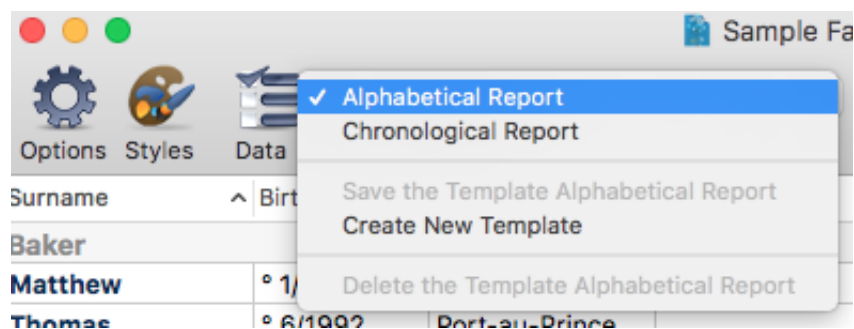 Sample Fa
Alphabetical Report
Chronological Report
Save the Template Alphabetical Report
Create New Template
Delete the Template Alphabetical Report
Options Styles Data
Surname Birt
Baker
Matthew ° 1/
Thomas ° 6/1992 Port-au-Prince